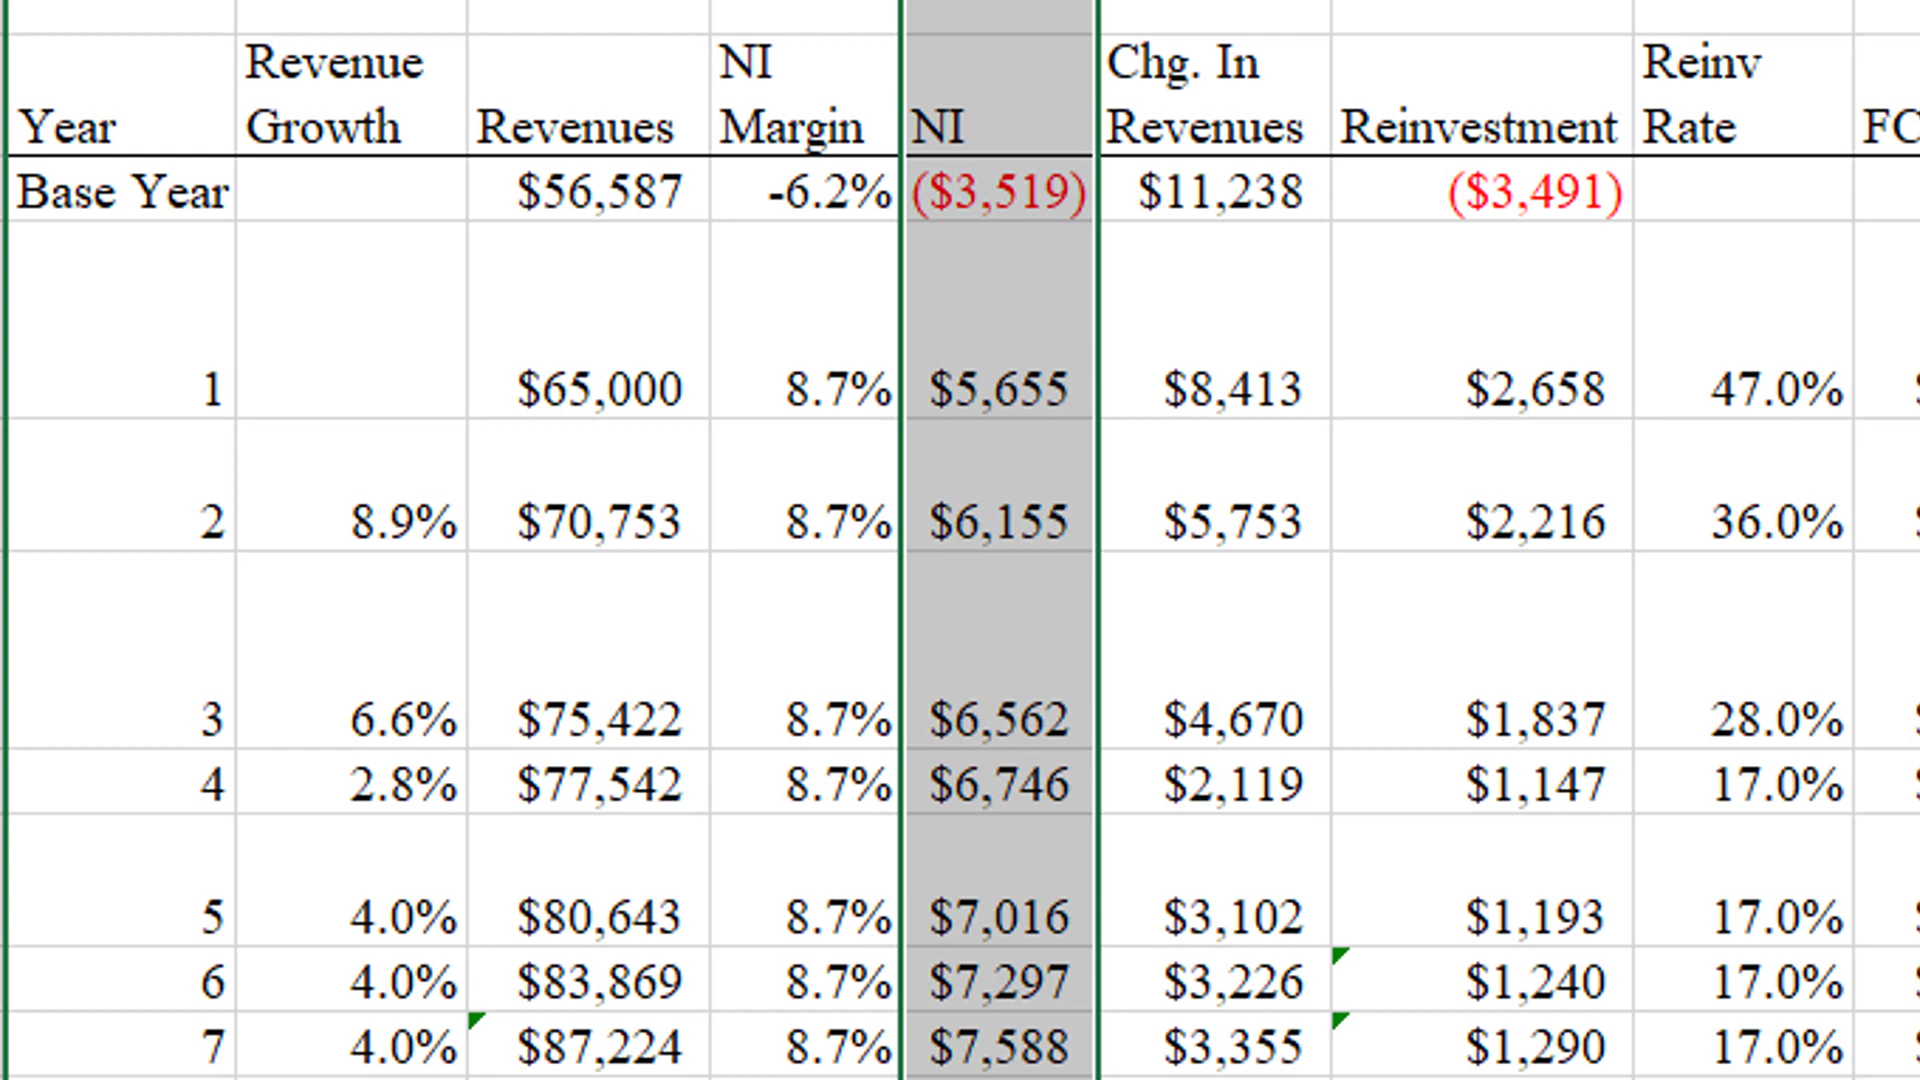 Year Revenue Growth Revenues NI Margin NI Chg. In Revenues Reinvestment Reinv Rate
Base Year $56,587 -6.2% ($3,519) $11,238 ($3,491)
1 $65,000 8.7% $5,655 $8,413 $2,658 47.0%
2 8.9% $70,753 8.7% $6,155 $5,753 $2,216 36.0%
3 6.6% $75,422 8.7% $6,562 $4,670 $1,837 28.0%
4 2.8% $77,542 8.7% $6,746 $2,119 $1,147 17.0%
5 4.0% $80,643 8.7% $7,016 $3,102 $1,193 17.0%
6 4.0% $83,869 8.7% $7,297 $3,226 $1,240 17.0%
7 4.0% $87,224 8.7% $7,588 $3,355 $1,290 17.0%